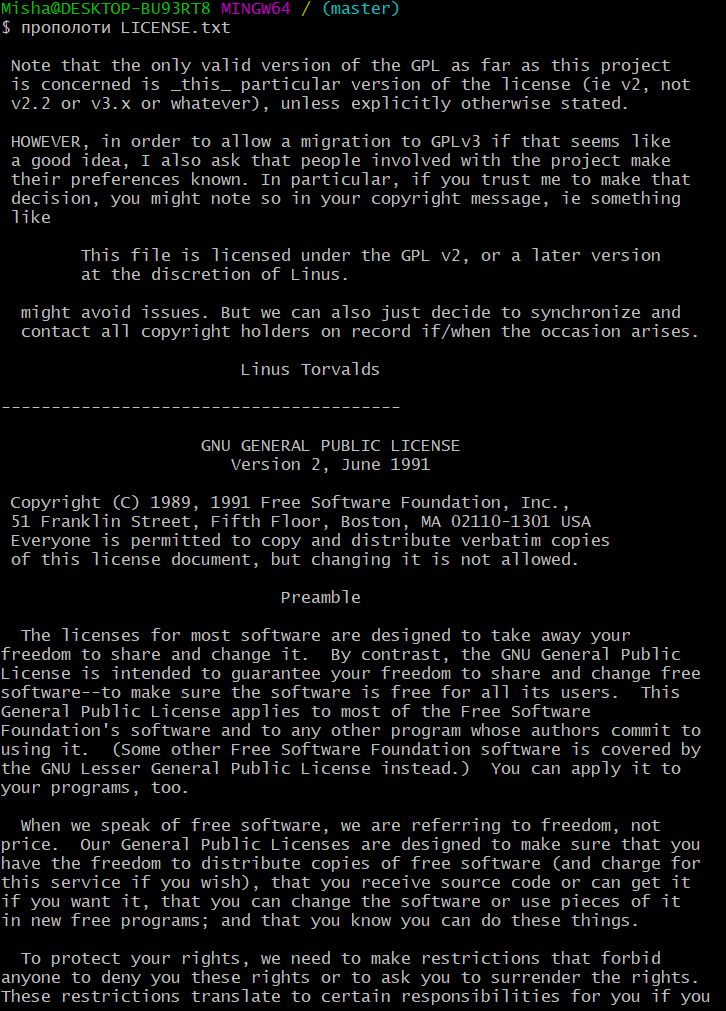 Misha@DESKTOP-BU93RT8 MINGW64 / (master)
$ прополоти LICENSE.txt

 Note that the only valid version of the GPL as far as this project
 is concerned is _this_ particular version of the license (ie v2, not
 v2.2 or v3.x or whatever), unless explicitly otherwise stated.

 HOWEVER, in order to allow a migration to GPLv3 if that seems like
 a good idea, I also ask that people involved with the project make
 their preferences known. In particular, if you trust me to make that
 decision, you might note so in your copyright message, ie something
 like

        This file is licensed under the GPL v2, or a later version
        at the discretion of Linus.

  might avoid issues. But we can also just decide to synchronize and
  contact all copyright holders on record if/when the occasion arises.

                        Linus Torvalds

----------------------------------------

                    GNU GENERAL PUBLIC LICENSE
                       Version 2, June 1991

 Copyright (C) 1989, 1991 Free Software Foundation, Inc.,
 51 Franklin Street, Fifth Floor, Boston, MA 02110-1301 USA
 Everyone is permitted to copy and distribute verbatim copies
 of this license document, but changing it is not allowed.

                            Preamble

  The licenses for most software are designed to take away your
freedom to share and change it.  By contrast, the GNU General Public
License is intended to guarantee your freedom to share and change free
software--to make sure the software is free for all its users.  This
General Public License applies to most of the Free Software
Foundation's software and to any other program whose authors commit to
using it.  (Some other Free Software Foundation software is covered by
the GNU Lesser General Public License instead.)  You can apply it to
your programs, too.

  When we speak of free software, we are referring to freedom, not
price.  Our General Public Licenses are designed to make sure that you
have the freedom to distribute copies of free software (and charge for
this service if you wish), that you receive source code or can get it
if you want it, that you can change the software or use pieces of it
in new free programs; and that you know you can do these things.

  To protect your rights, we need to make restrictions that forbid
anyone to deny you these rights or to ask you to surrender the rights.
These restrictions translate to certain responsibilities for you if you